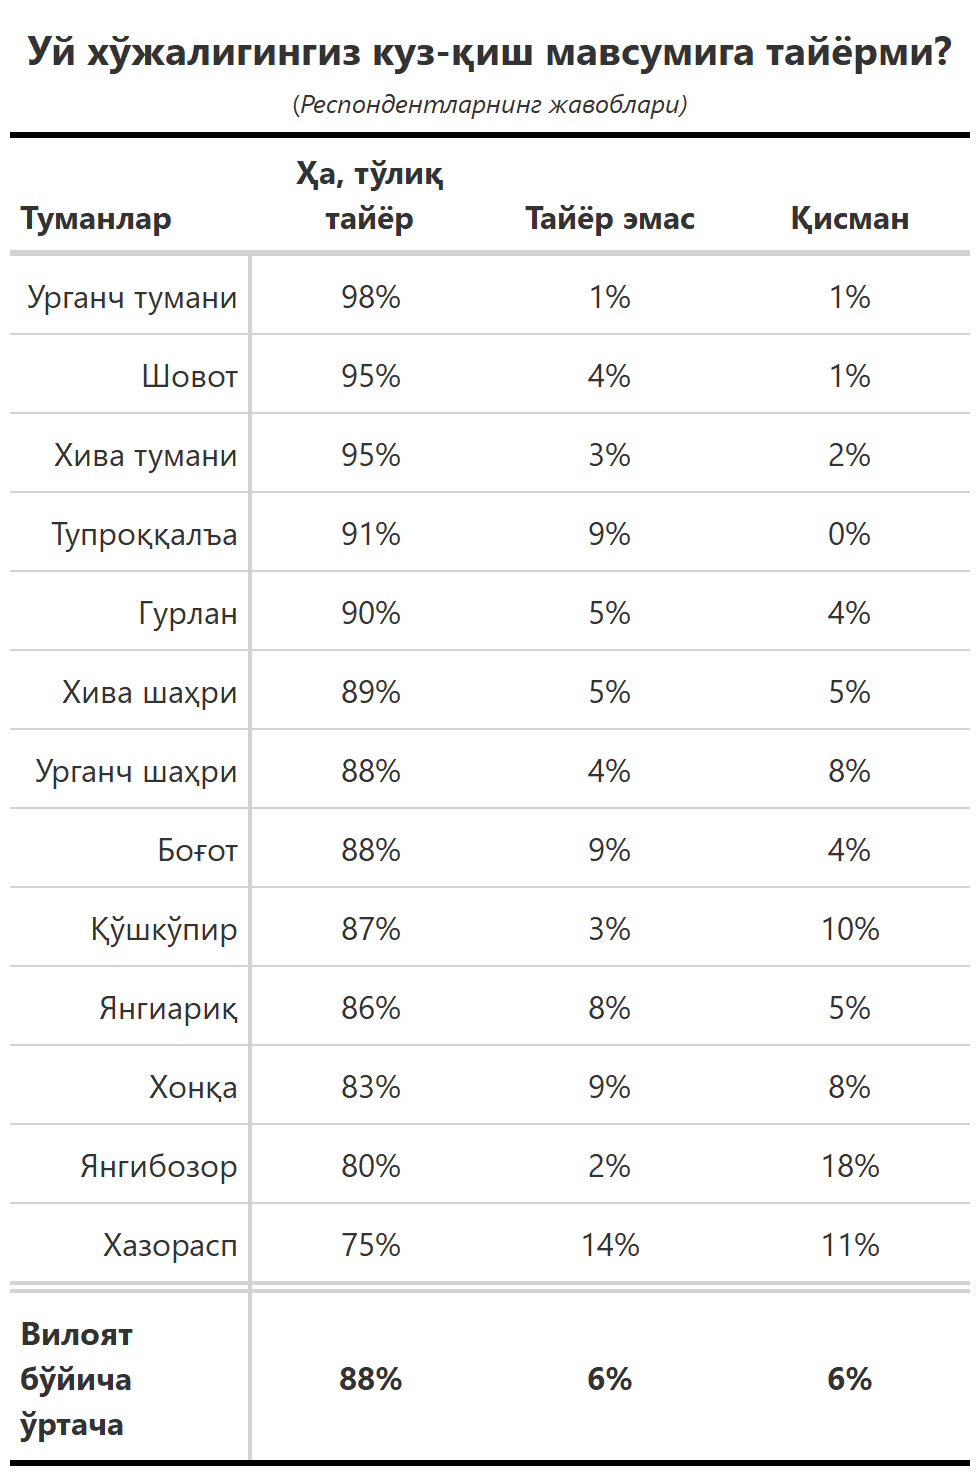 Уй хўжалигингиз куз-қиш мавсумига тайёрми?
(Респондентларнинг жавоблари)
Туманлар Ҳа, тўлиқ тайёр Тайёр эмас Қисман
Урганч тумани 98% 1% 1%
Шовот 95% 4% 1%
Хива тумани 95% 3% 2%
Тупроққалъа 91% 9% 0%
Гурлан 90% 5% 4%
Хива шаҳри 89% 5% 5%
Урганч шаҳри 88% 4% 8%
Боғот 88% 9% 4%
Қўшкўпир 87% 3% 10%
Янгиариқ 86% 8% 5%
Хонқа 83% 9% 8%
Янгибозор 80% 2% 18%
Хазорасп 75% 14% 11%
Вилоят
бўйича 88% 6% 6%
ўртача